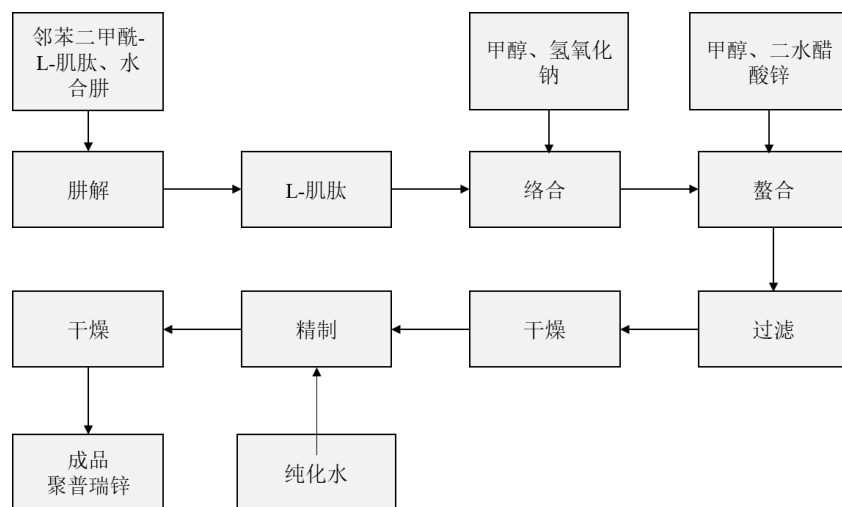 邻苯二甲酰-
L-肌肽、水
合肼
甲醇、氢氧化
钠
甲醇、二水醋
酸锌
肼解
L-肌肽
络合
螯合
干燥
精制
干燥
过滤
成品
聚普瑞锌
纯化水